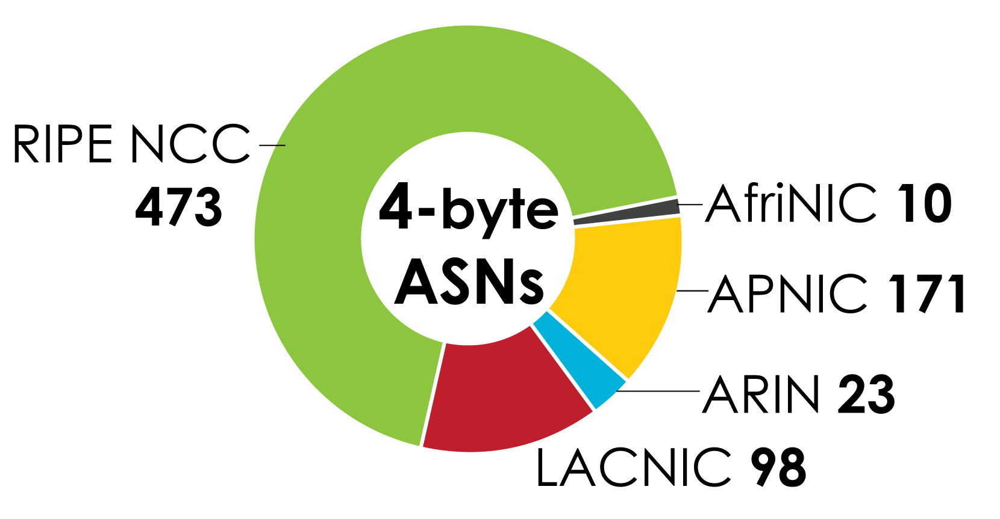 RIPE NCC
473
4-byte
ASNs
AfriNIC 10
APNIC 171
ARIN 23
LACNIC 98